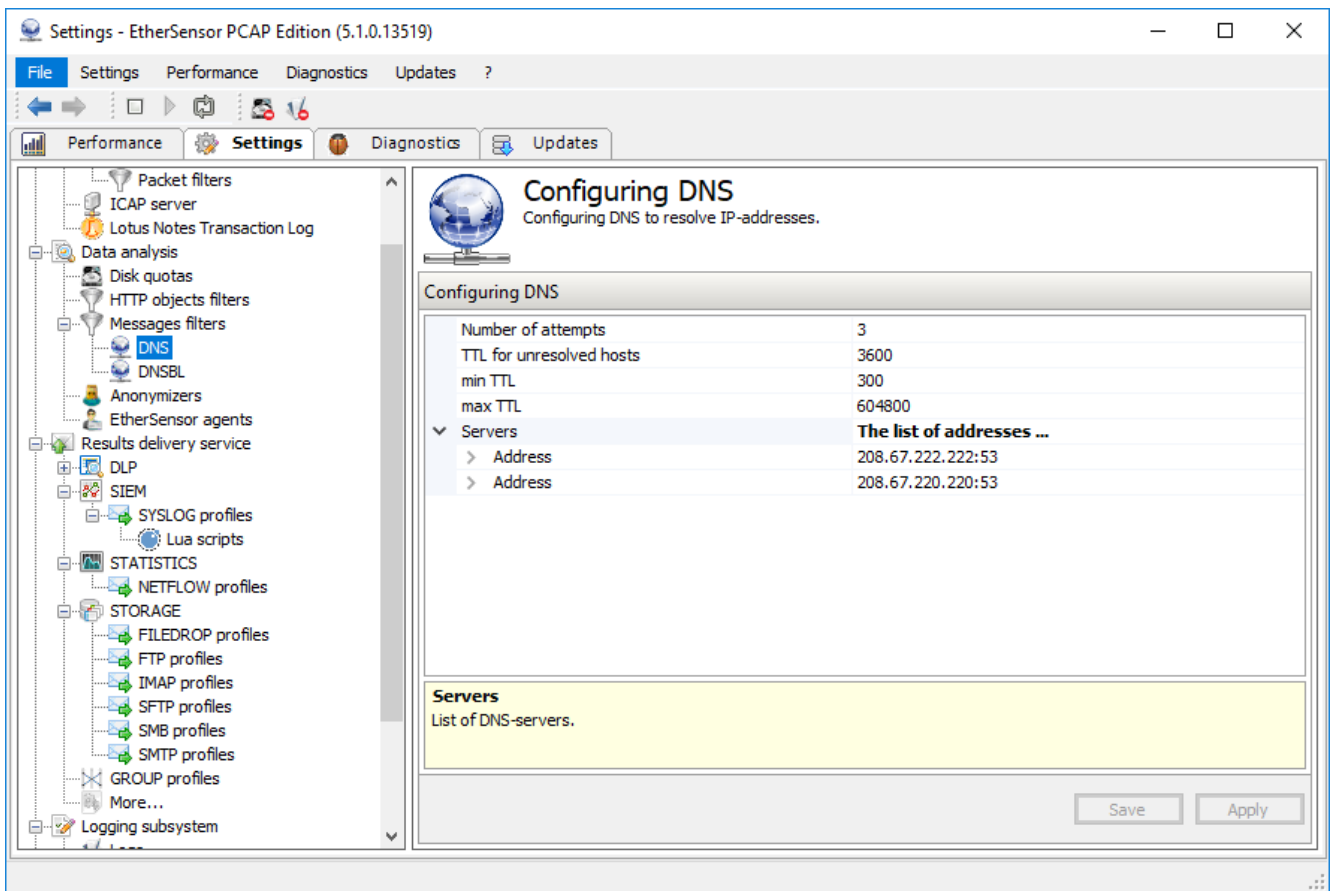 Settings - EtherSensor PCAP Edition (5.1.0.13519)
File Settings Performance Diagnostics Updates ?
Performance Settings Diagnostics Updates
Packet filters
ICAP server
Lotus Notes Transaction Log
Data analysis
Disk quotas
HTTP objects filters
Messages filters
DNS
DNSBL
Anonymizers
EtherSensor agents
Results delivery service
DLP
SIEM
SYSLOG profiles
Lua scripts
STATISTICS
NETFLOW profiles
STORAGE
FILEDROP profiles
FTP profiles
IMAP profiles
SFTP profiles
SMB profiles
SMTP profiles
GROUP profiles
More...
Logging subsystem
Configuring DNS
Configuring DNS to resolve IP-addresses.
Configuring DNS
Number of attempts 3
TTL for unresolved hosts 3600
min TTL 300
max TTL 604800
Servers The list of addresses ...
Address 208.67.222.222:53
Address 208.67.220.220:53
Servers
List of DNS-servers.
Save Apply